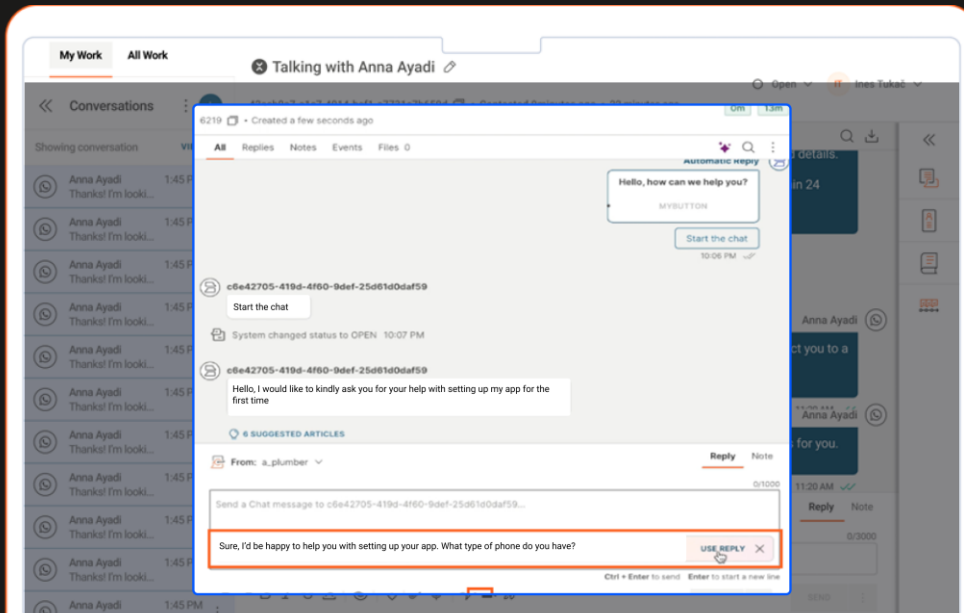 My Work
All Work
Talking with Anna Ayadi
Open
IT
Ines Tukač
Conversations
Showing conversation
Anna Ayadi
1:45 P
Thanks! I'm looki...
Anna Ayadi
1:45 P
Thanks! I'm looki...
Anna Ayadi
1:45 P
Thanks! I'm looki...
Anna Ayadi
1:45 P
Thanks! I'm looki...
Anna Ayadi
1:45 P
Thanks! I'm looki...
Anna Ayadi
1:45 P
Thanks! I'm looki...
Anna Ayadi
1:45 P
Thanks! I'm looki...
Anna Ayadi
1:45 P
Thanks! I'm looki...
Anna Ayadi
1:45 P
Thanks! I'm looki...
Anna Ayadi
1:45 P
Thanks! I'm looki...
Anna Ayadi
1:45 PM
6219 • Created a few seconds ago
0m
13m
All
Replies
Notes
Events
Files 0
Automatic Reply
Hello, how can we help you?
MYBUTTON
Start the chat
10:06 PM
c6e42705-419d-4f60-9def-25d61d0daf59
Start the chat
System changed status to OPEN 10:07 PM
c6e42705-419d-4f60-9def-25d61d0daf59
Hello, I would like to kindly ask you for your help with setting up my app for the
first time
6 SUGGESTED ARTICLES
From: a_plumber
Reply
Note
0/1000
Send a Chat message to c6e42705-419d-4f60-9def-25d61d0daf59...
Sure, I'd be happy to help you with setting up your app. What type of phone do you have?
USE REPLY
Ctrl + Enter to send Enter to start a new line
details.
in 24
Anna Ayadi
ct you to a
Anna Ayadi
for you.
11:20 AM
Reply
Note
0/3000
SEND